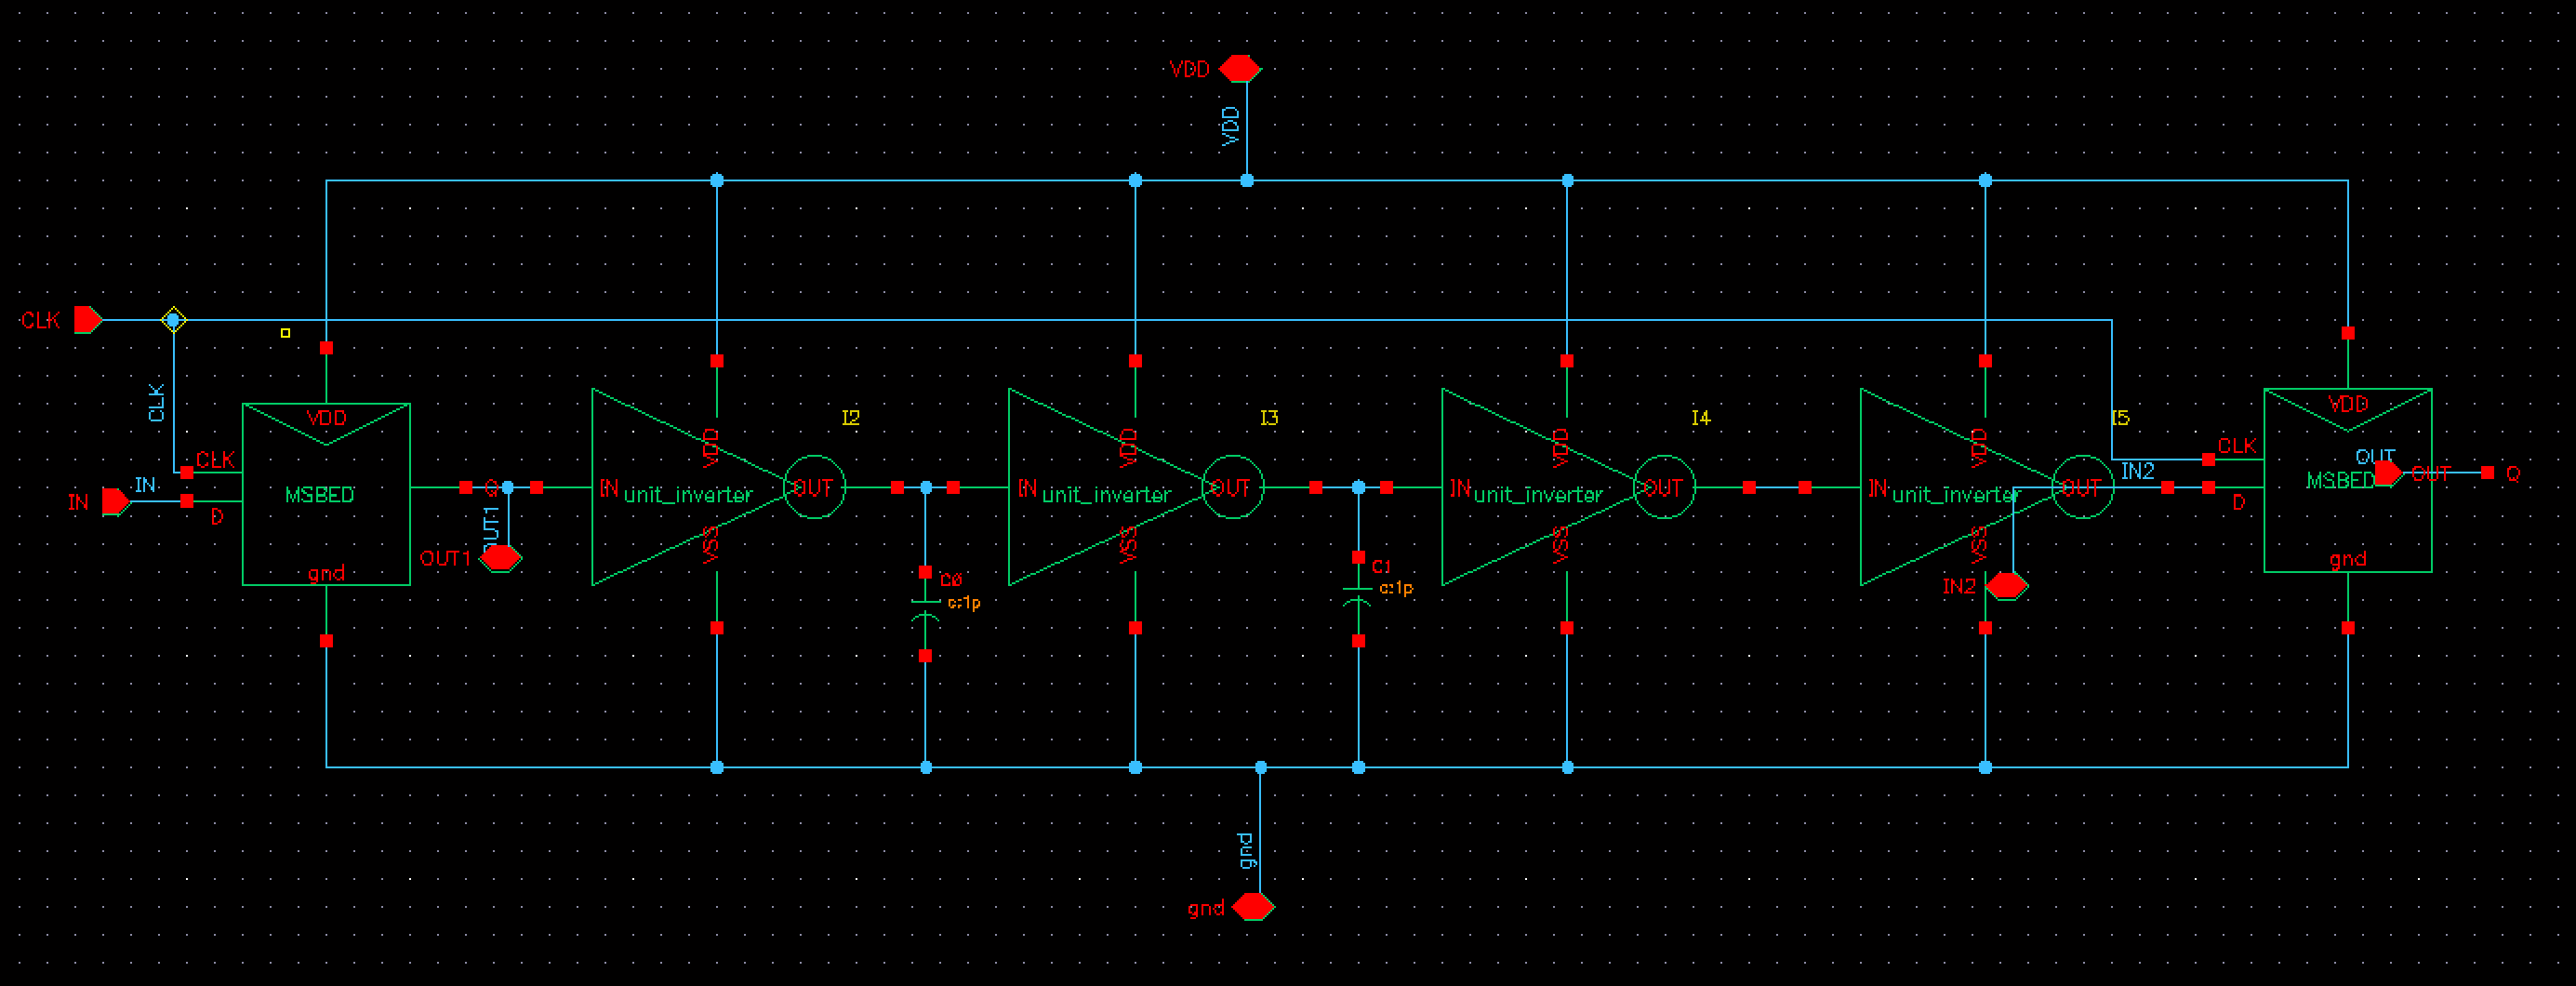 VDD
VDD
CLK
CLK
IN
IN
CLK
D
VDD
MSBED
gnd
Q
OUT1
OUT1
IN
unit_inverter
VDD
VSS
OUT
I2
C0
c:1p
IN
unit_inverter
VDD
VSS
OUT
I3
C1
c:1p
IN
unit_inverter
VDD
VSS
OUT
I4
IN
unit_inverter
VDD
VSS
OUT
I5
IN2
IN2
CLK
D
VDD
MSBED
gnd
OUT
OUT
Q
gnd
gnd